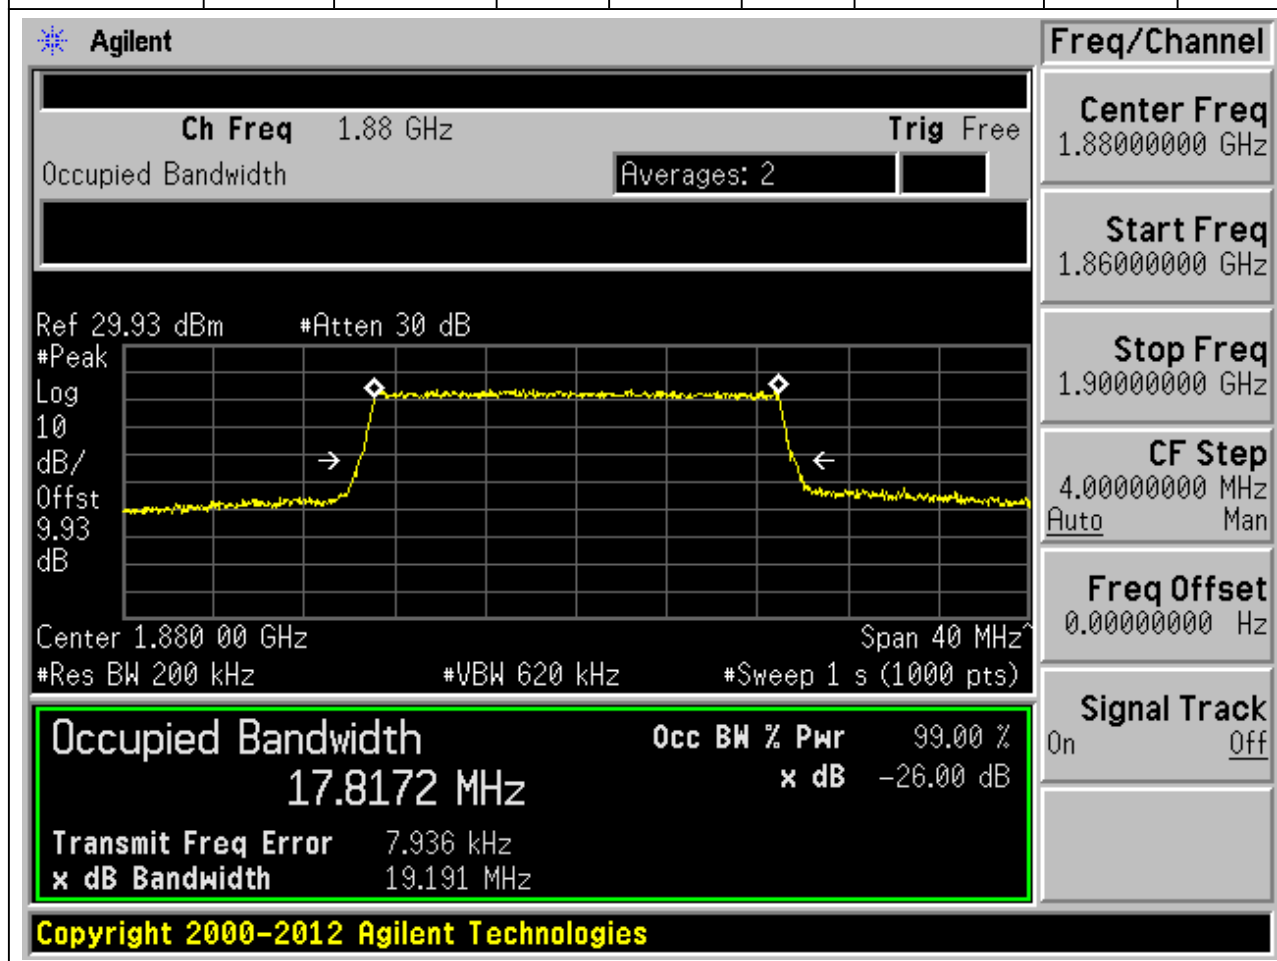 Agilent
Freq/Channel
Ch Freq 1.88 GHz Trig Free
Occupied Bandwidth Averages: 2
Center Freq
1.88000000 GHz
Start Freq
1.86000000 GHz
Stop Freq
1.90000000 GHz
CF Step
4.00000000 MHz
Auto Man
Freq Offset
0.00000000 Hz
Signal Track
On Off
Ref 29.93 dBm #Atten 30 dB
#Peak
Log
10
dB/
Offst
9.93
dB
Center 1.880 00 GHz Span 40 MHz^
#Res BW 200 kHz #VBW 620 kHz #Sweep 1 s (1000 pts)
Occupied Bandwidth Occ BW % Pwr 99.00 %
17.8172 MHz x dB -26.00 dB
Transmit Freq Error 7.936 kHz
x dB Bandwidth 19.191 MHz
Copyright 2000-2012 Agilent Technologies